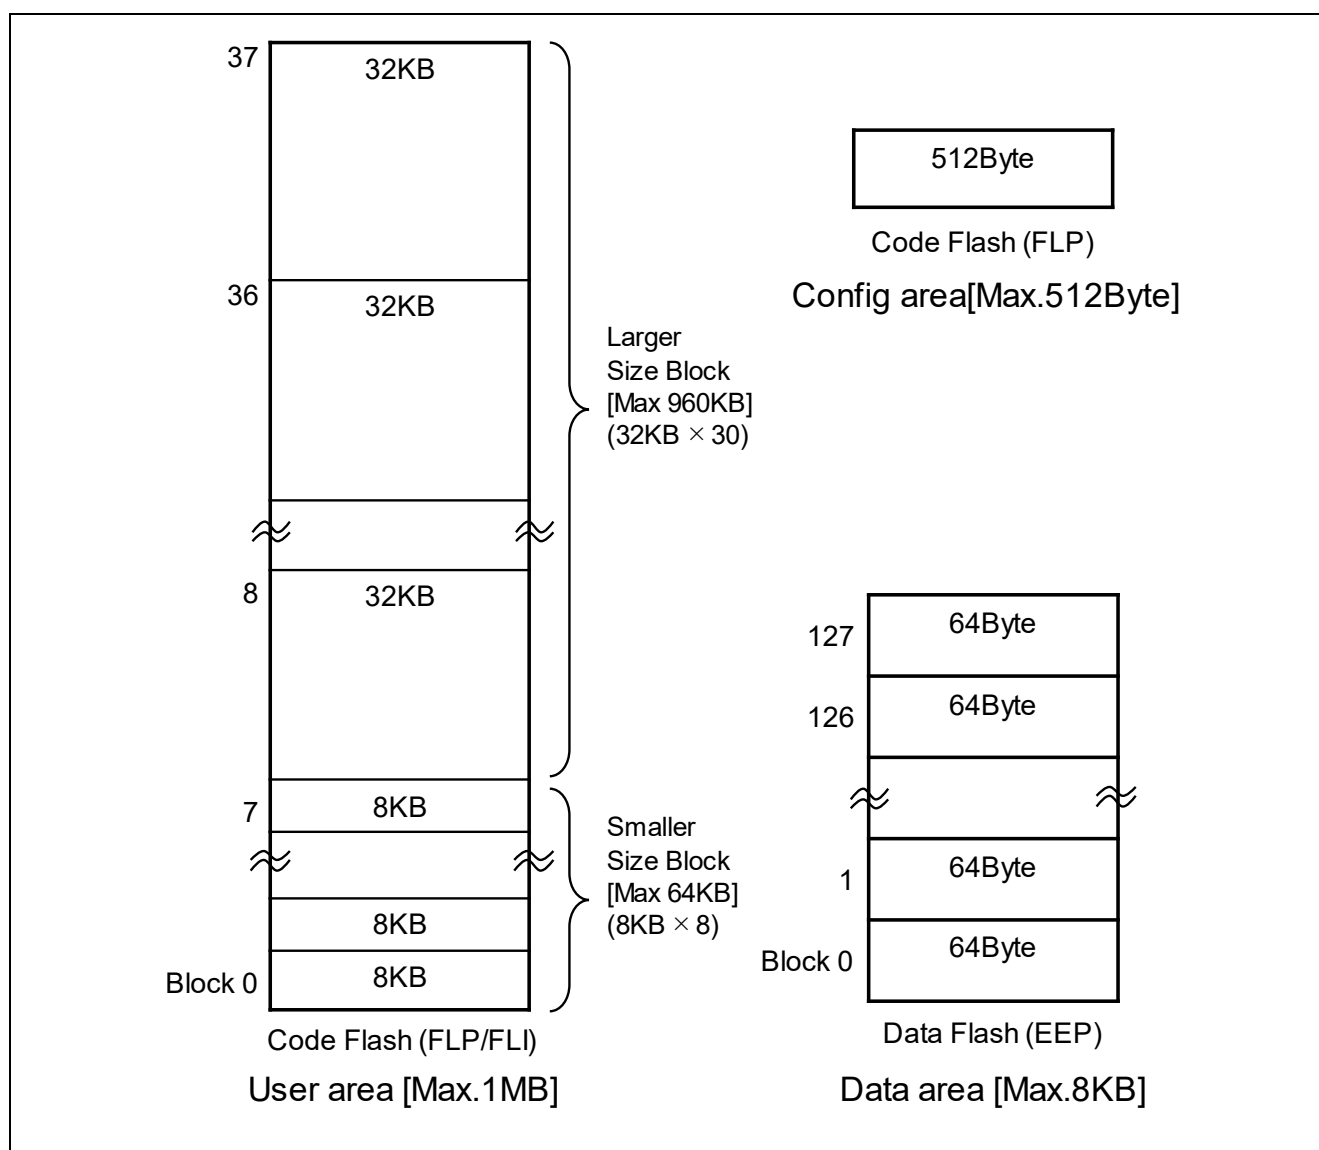 37
32KB
36
32KB
8
32KB
7
8KB
8KB
Block 0
8KB
Code Flash (FLP/FLI)
User area [Max.1MB]
Larger
Size Block
[Max 960KB]
(32KB × 30)
Smaller
Size Block
[Max 64KB]
(8KB × 8)
512Byte
Code Flash (FLP)
Config area[Max.512Byte]
127
64Byte
126
64Byte
1
64Byte
Block 0
64Byte
Data Flash (EEP)
Data area [Max.8KB]